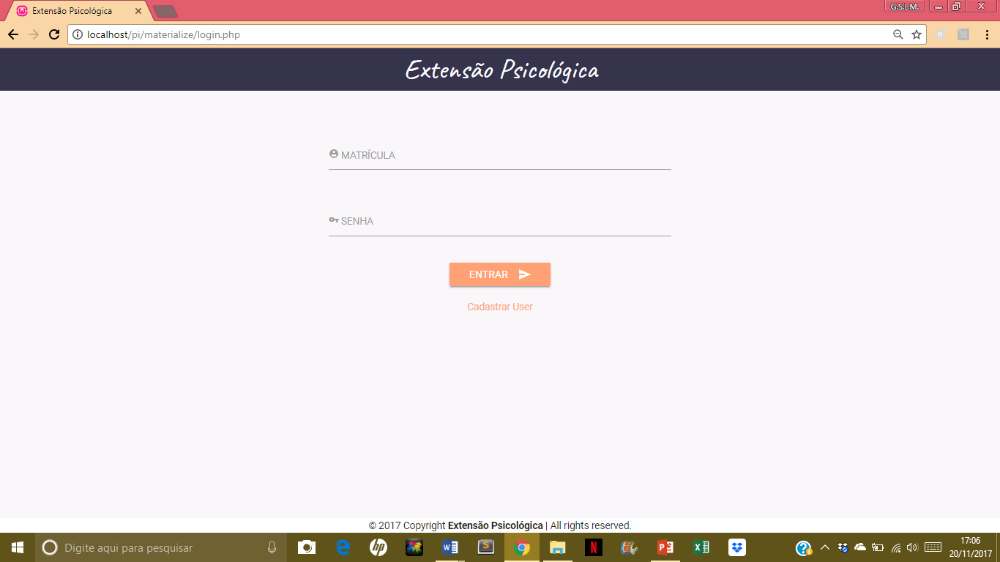 Extensão Psicológica
G.S.L.M.
localhost/pi/materialize/login.php
Extensão Psicológica
MATRÍCULA
SENHA
ENTRAR
Cadastrar User
© 2017 Copyright Extensão Psicológica | All rights reserved.
Digite aqui para pesquisar
17:06
20/11/2017